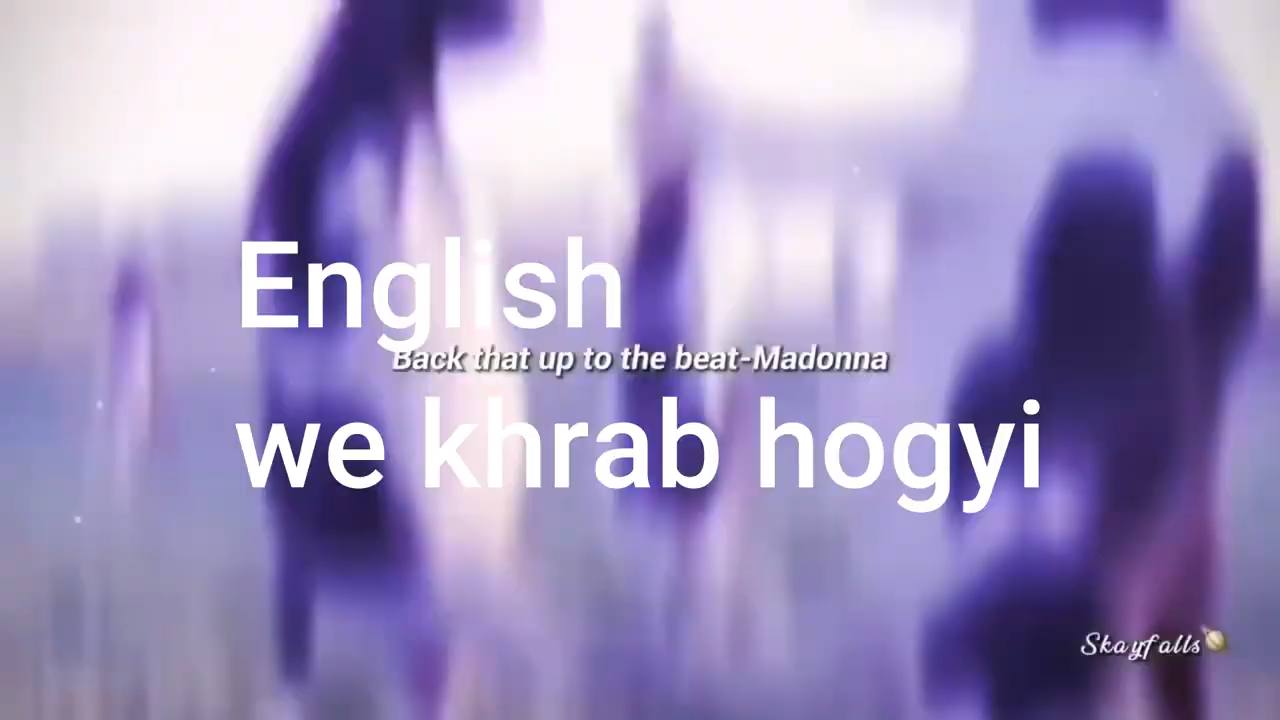 English
Back that up to the beat-Madonna
we khrab hogyi
Skayfalls🪐